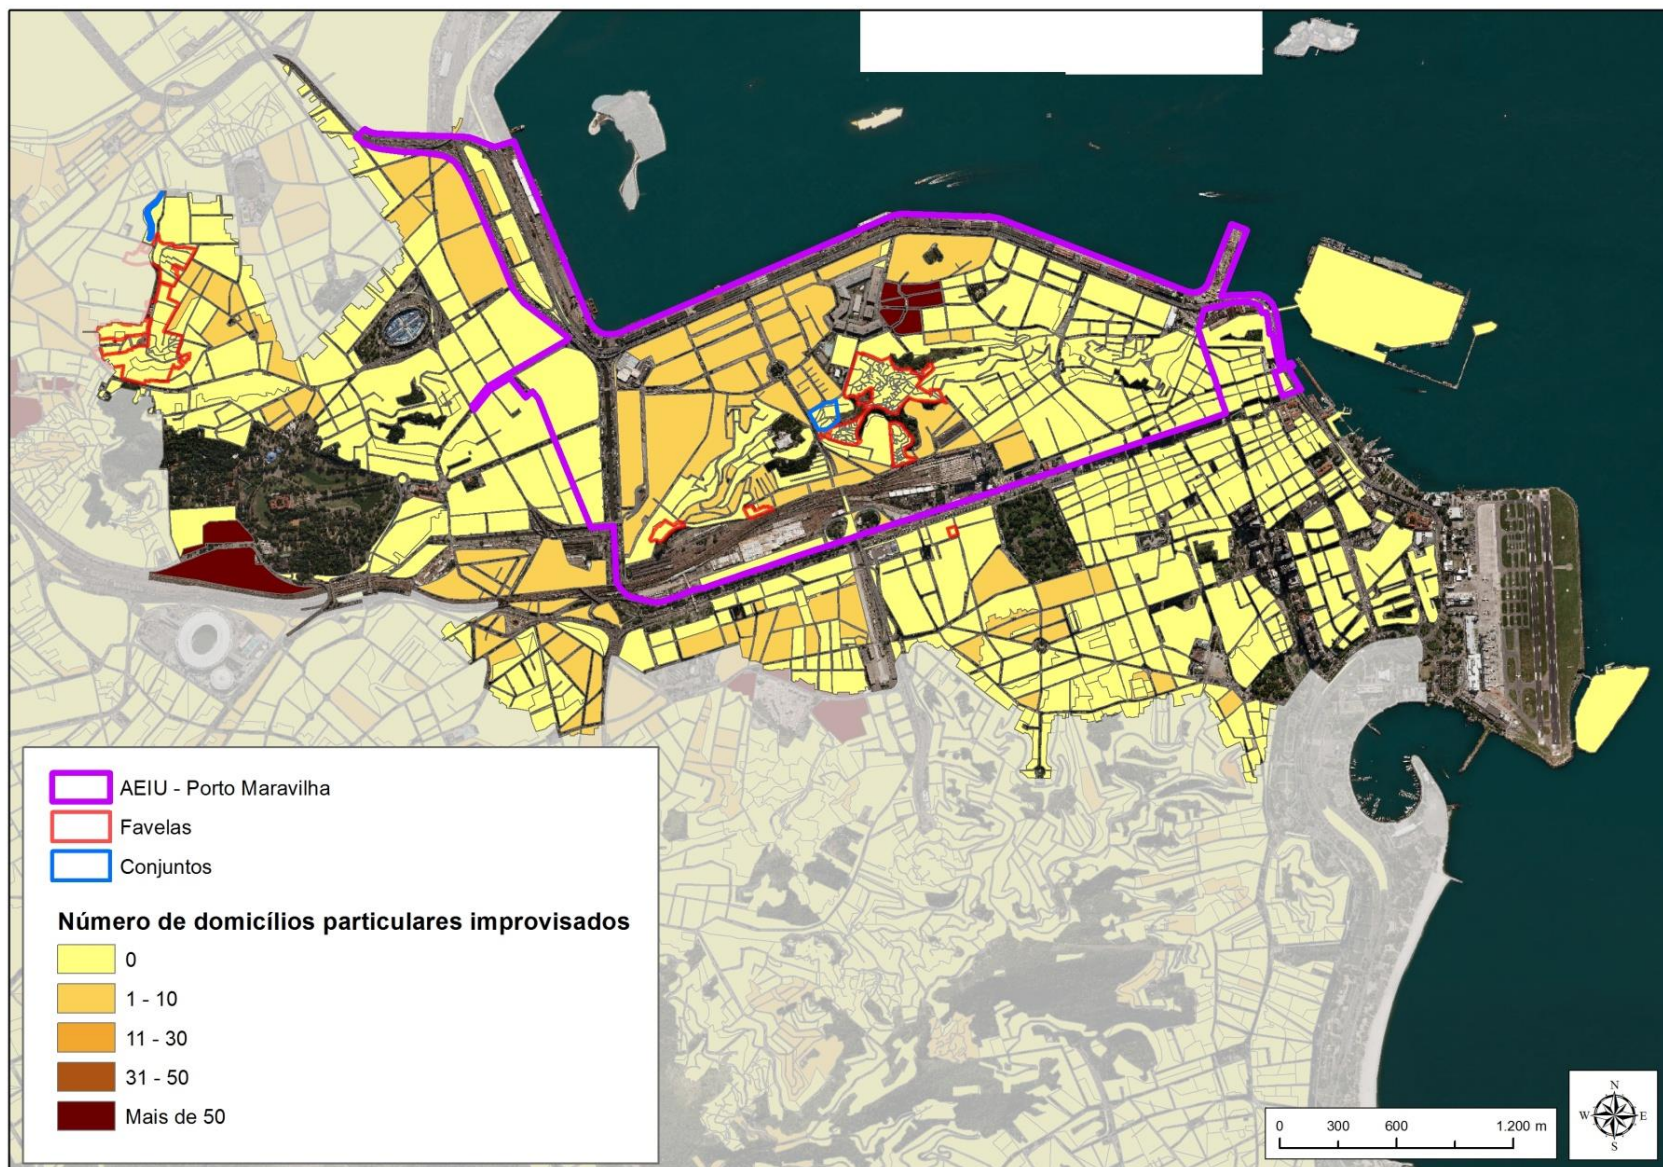 AEIU - Porto Maravilha
Favelas
Conjuntos
Número de domicílios particulares improvisados
0
1 - 10
11 - 30
31 - 50
Mais de 50
0 300 600 1.200 m
N
W E
S